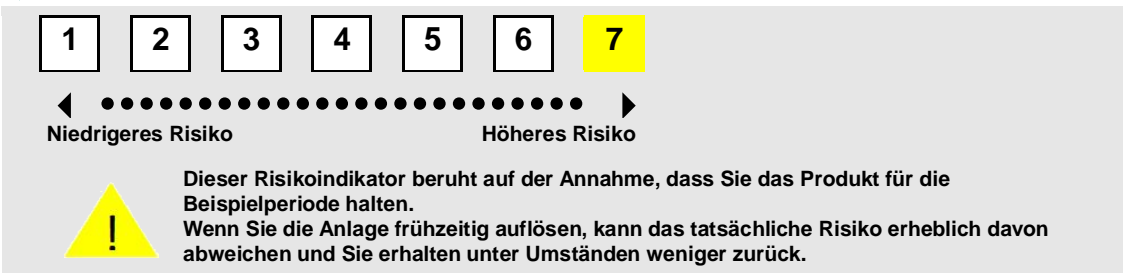 1 2 3 4 5 6 7
Niedrigeres Risiko Höheres Risiko
Dieser Risikoindikator beruht auf der Annahme, dass Sie das Produkt für die
Beispielperiode halten.
Wenn Sie die Anlage frühzeitig auflösen, kann das tatsächliche Risiko erheblich davon
abweichen und Sie erhalten unter Umständen weniger zurück.
!